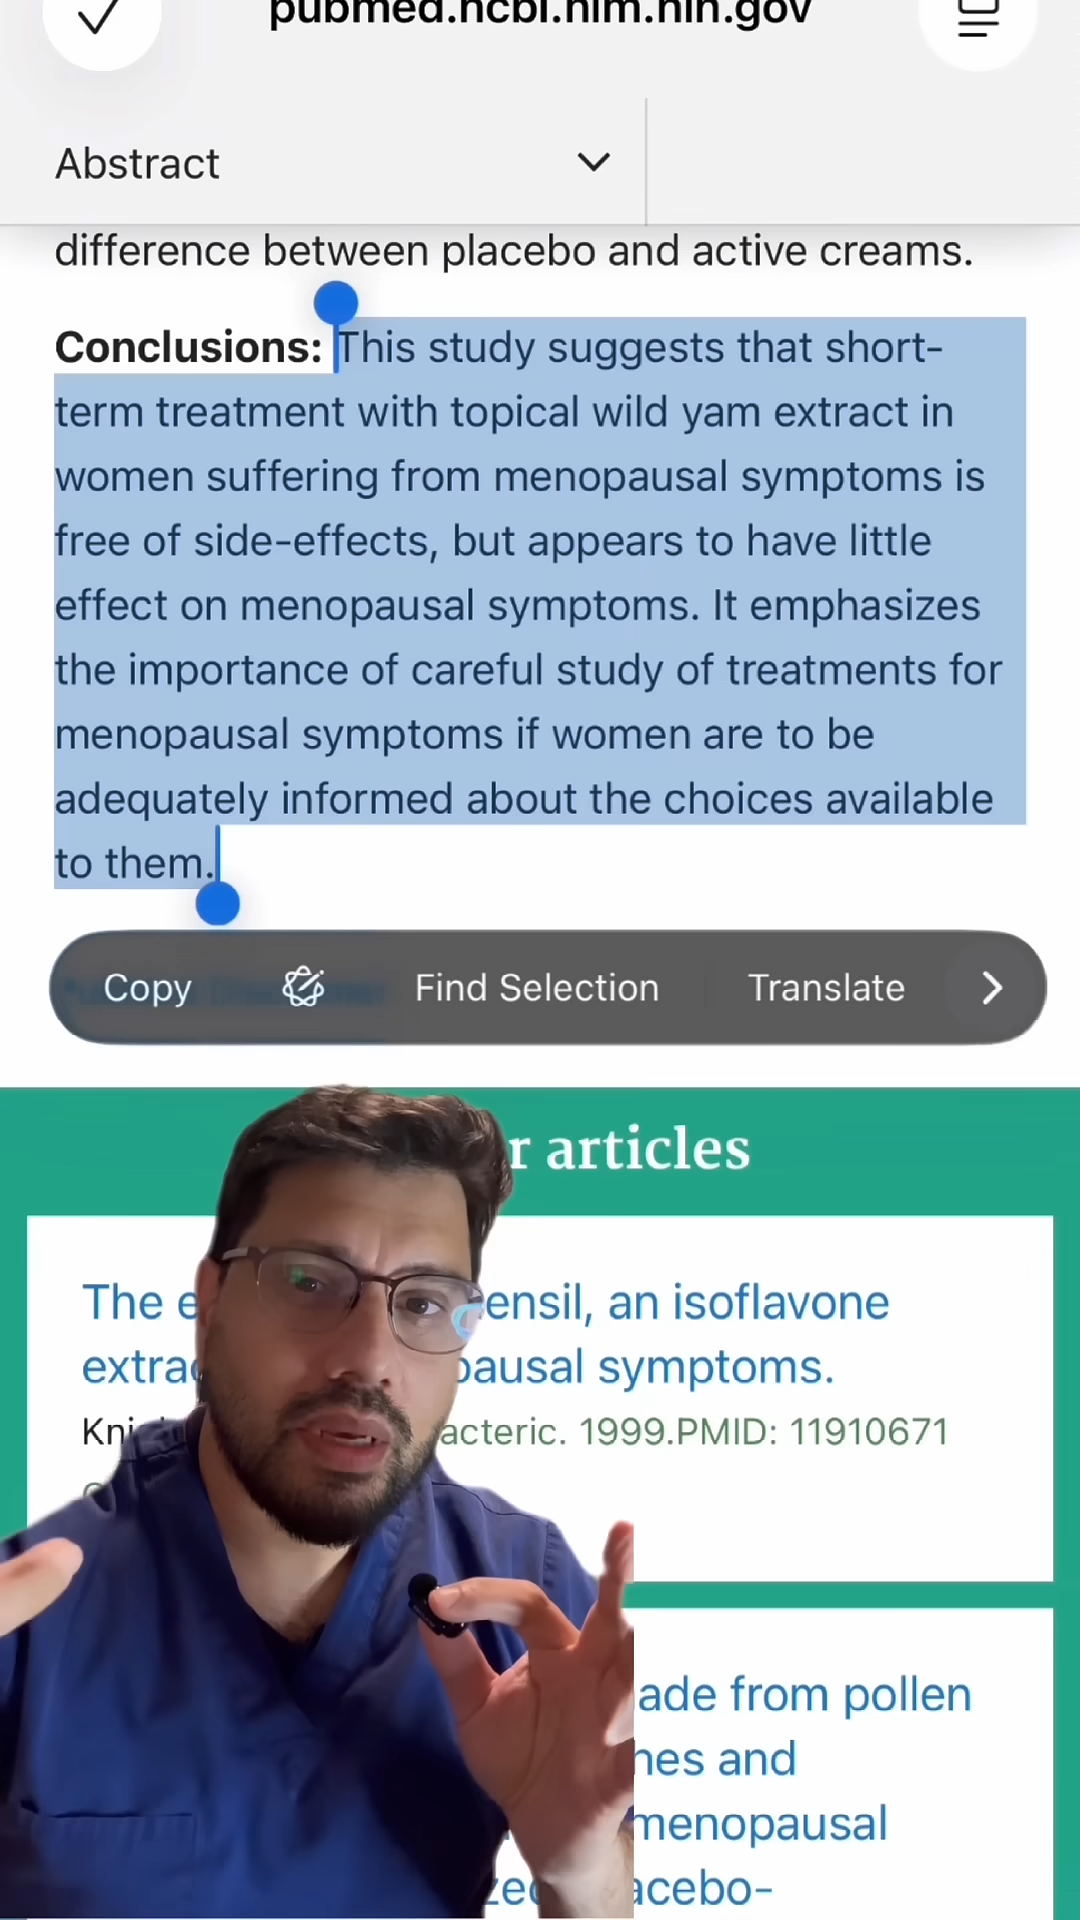 pubmed.ncbi.nlm.nih.gov
Abstract
difference between placebo and active creams.
Conclusions: This study suggests that short-
term treatment with topical wild yam extract in
women suffering from menopausal symptoms is
free of side-effects, but appears to have little
effect on menopausal symptoms. It emphasizes
the importance of careful study of treatments for
menopausal symptoms if women are to be
adequately informed about the choices available
to them.
Copy Find Selection Translate
r articles
The e ensil, an isoflavone
extra pausal symptoms.
Kni acteric. 1999.PMID: 11910671
ade from pollen
nes and
menopausal
acebo-